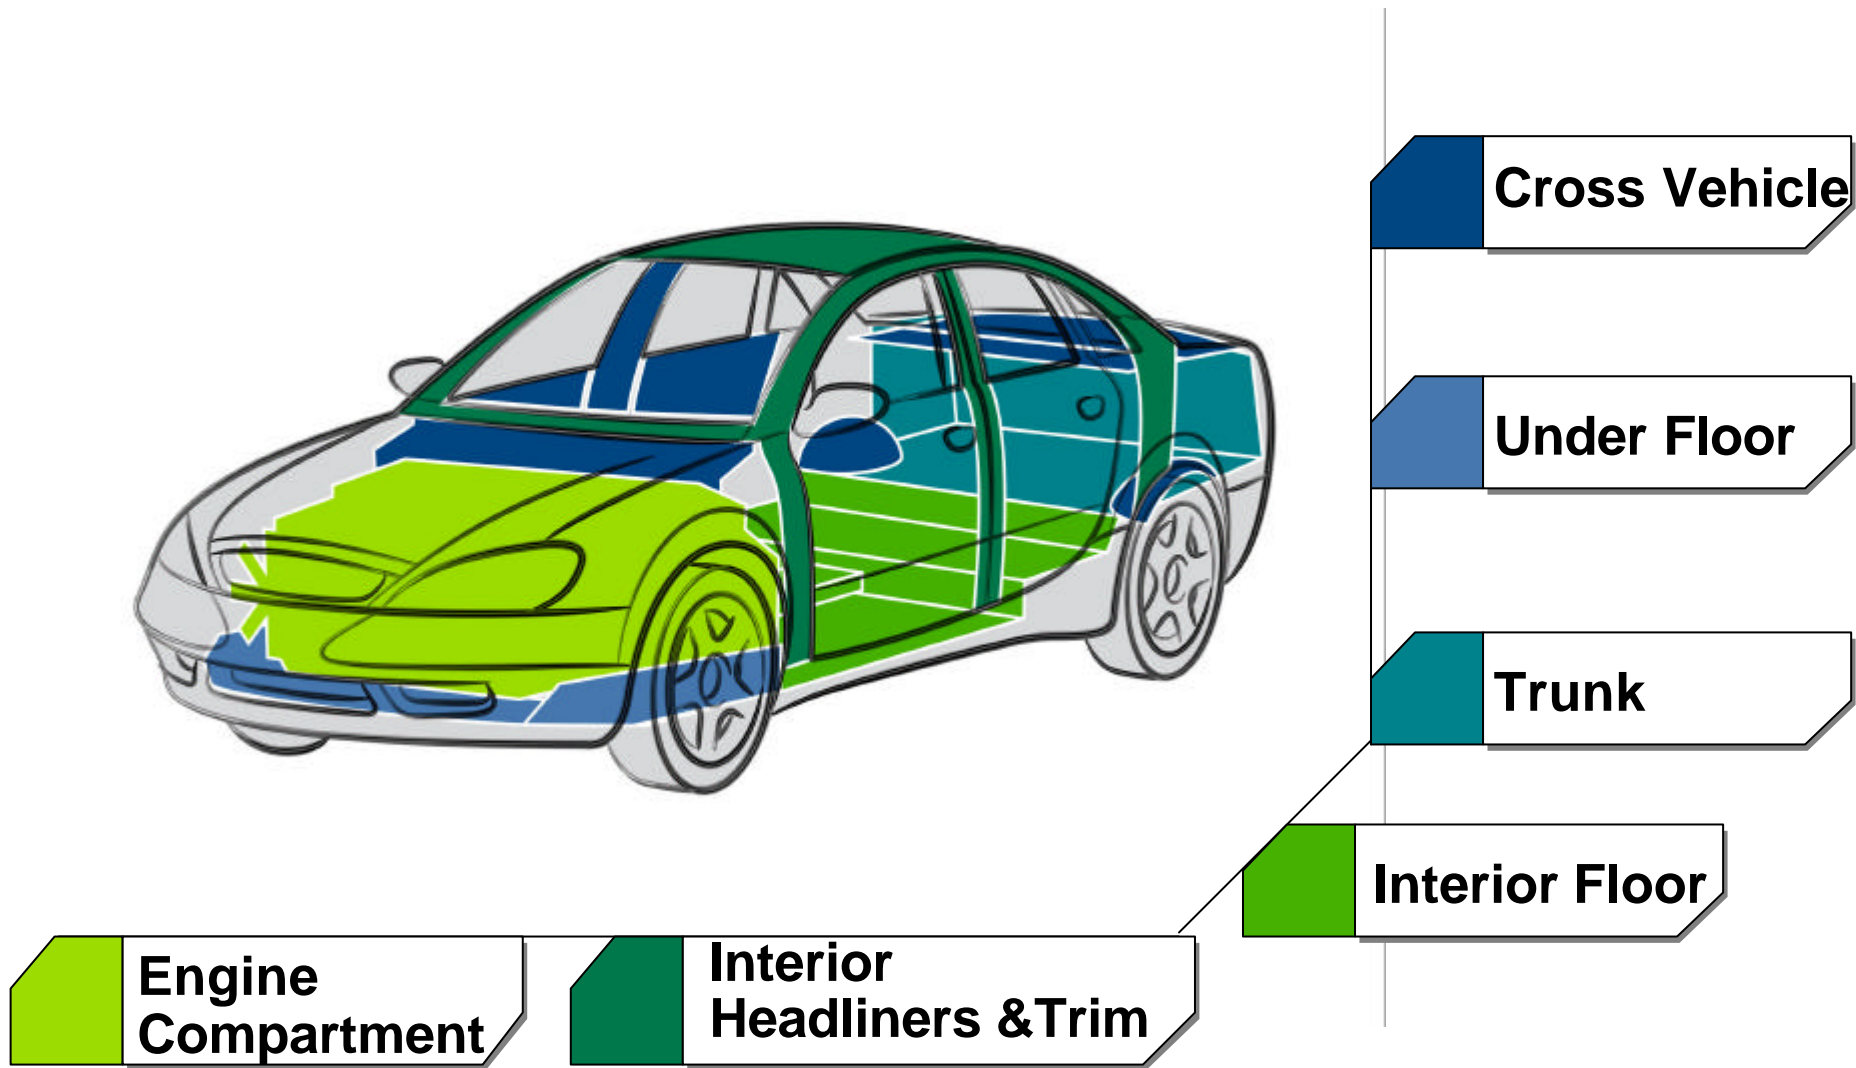 Cross Vehicle
Under Floor
Trunk
Interior Floor
Engine
Compartment
Interior
Headliners &Trim